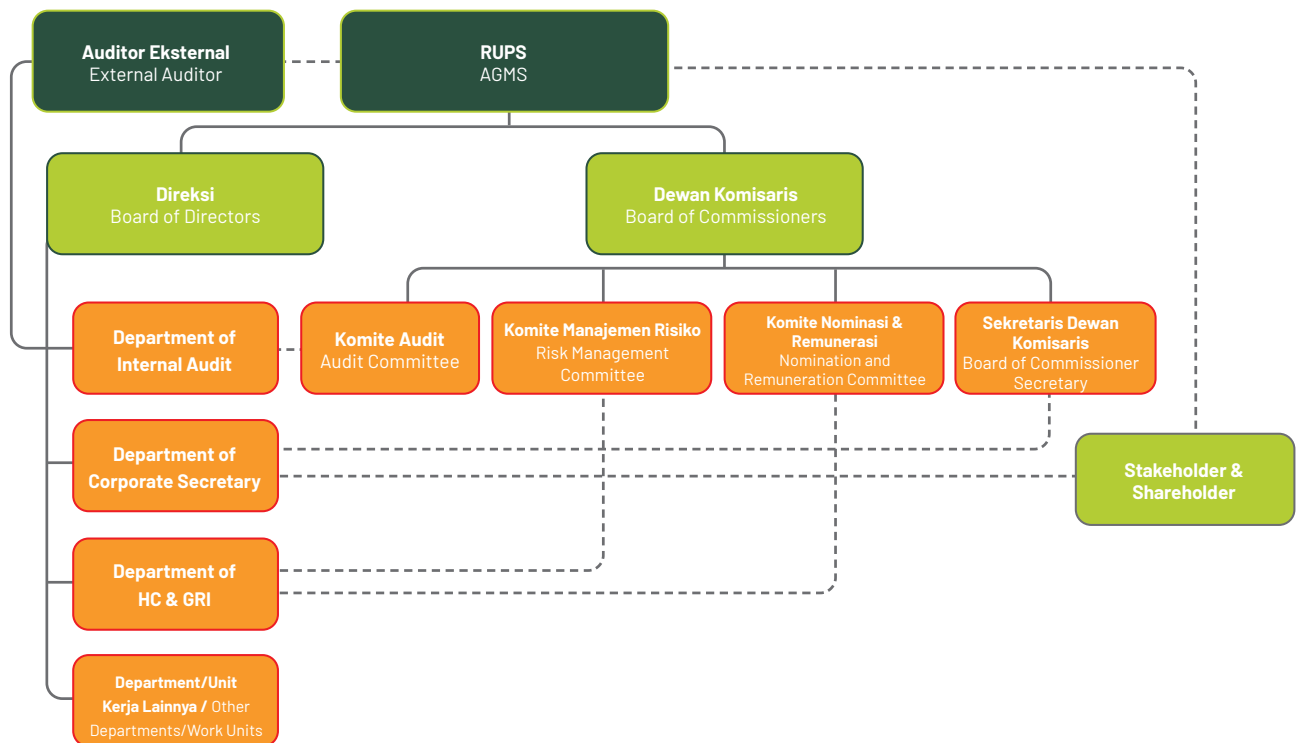 Auditor Eksternal
External Auditor
RUPS
AGMS
Direksi
Board of Directors
Dewan Komisaris
Board of Commissioners
Department of
Internal Audit
Komite Audit
Audit Committee
Komite Manajemen Risiko
Risk Management
Committee
Komite Nominasi &
Remunerasi
Nomination and
Remuneration Committee
Sekretaris Dewan
Komisaris
Board of Commissioner
Secretary
Department of
Corporate Secretary
Stakeholder &
Shareholder
Department of
HC & GRI
Department/Unit
Kerja Lainnya / Other
Departments/Work Units